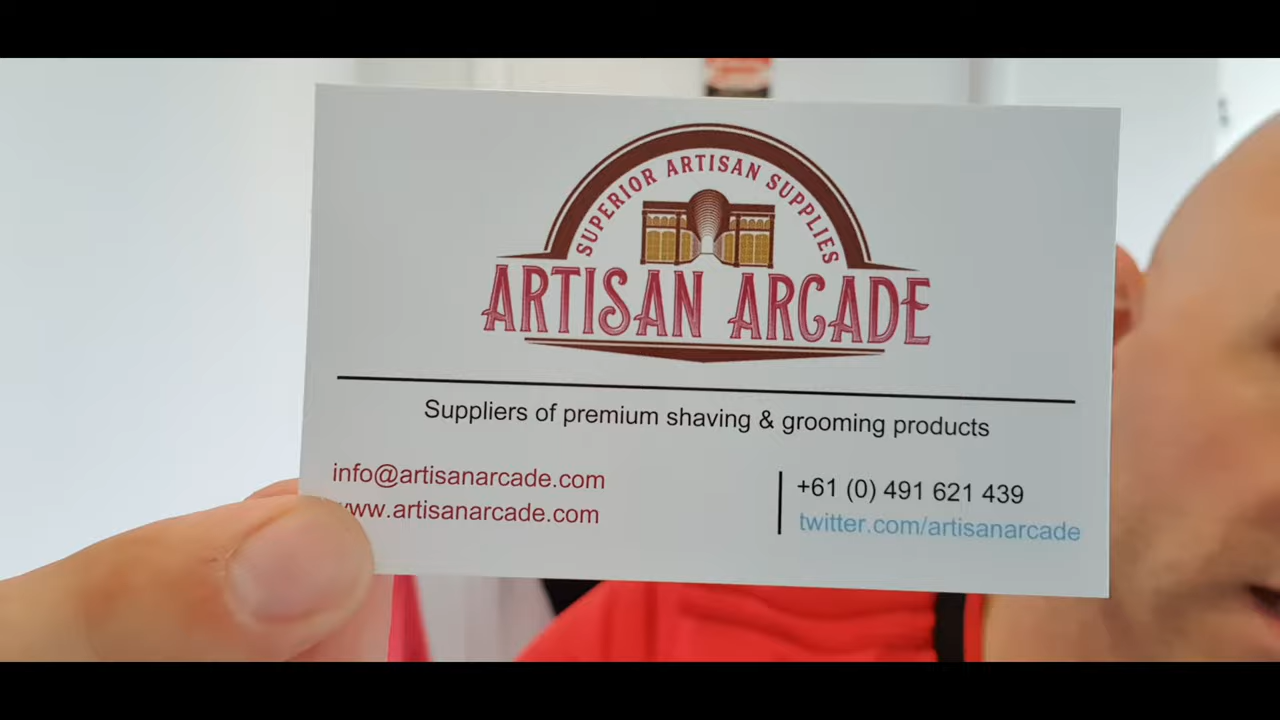 SUPERIOR ARTISAN SUPPLIES
ARTISAN ARCADE
Suppliers of premium shaving & grooming products
info@artisanarcade.com
www.artisanarcade.com
+61 (0) 491 621 439
twitter.com/artisanarcade